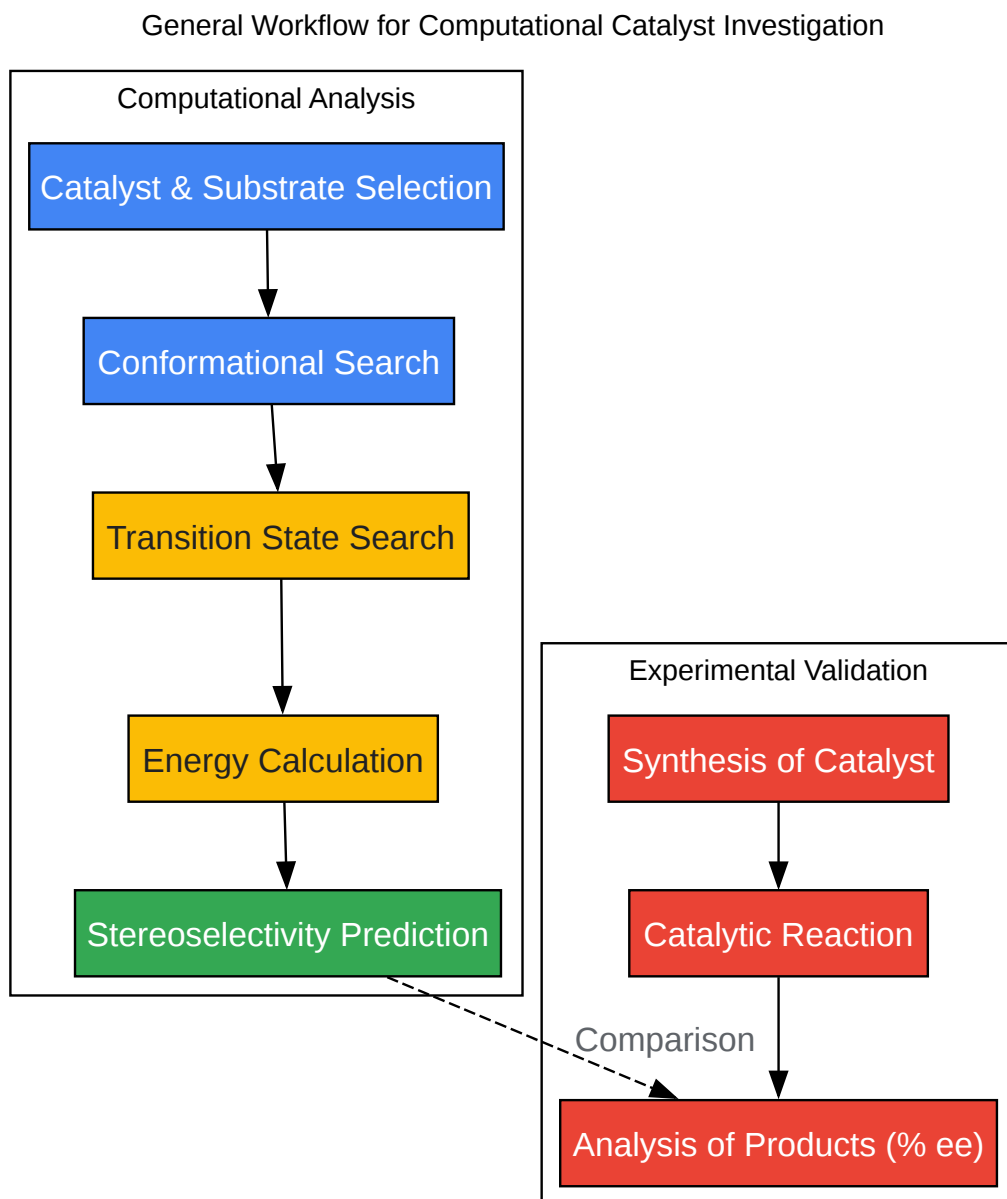 General Workflow for Computational Catalyst Investigation
Computational Analysis
Catalyst & Substrate Selection
Conformational Search
Transition State Search
Energy Calculation
Stereoselectivity Prediction
Experimental Validation
Synthesis of Catalyst
Catalytic Reaction
Comparison
Analysis of Products (% ee)